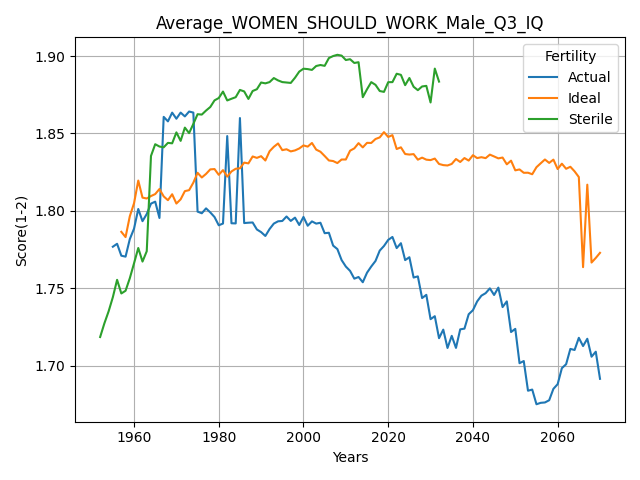 Average_WOMEN_SHOULD_WORK_Male_Q3_IQ
Fertility
Actual
Ideal
Sterile
Score(1-2)
1.90
1.85
1.80
1.75
1.70
1960
1980
2000
2020
2040
2060
Years